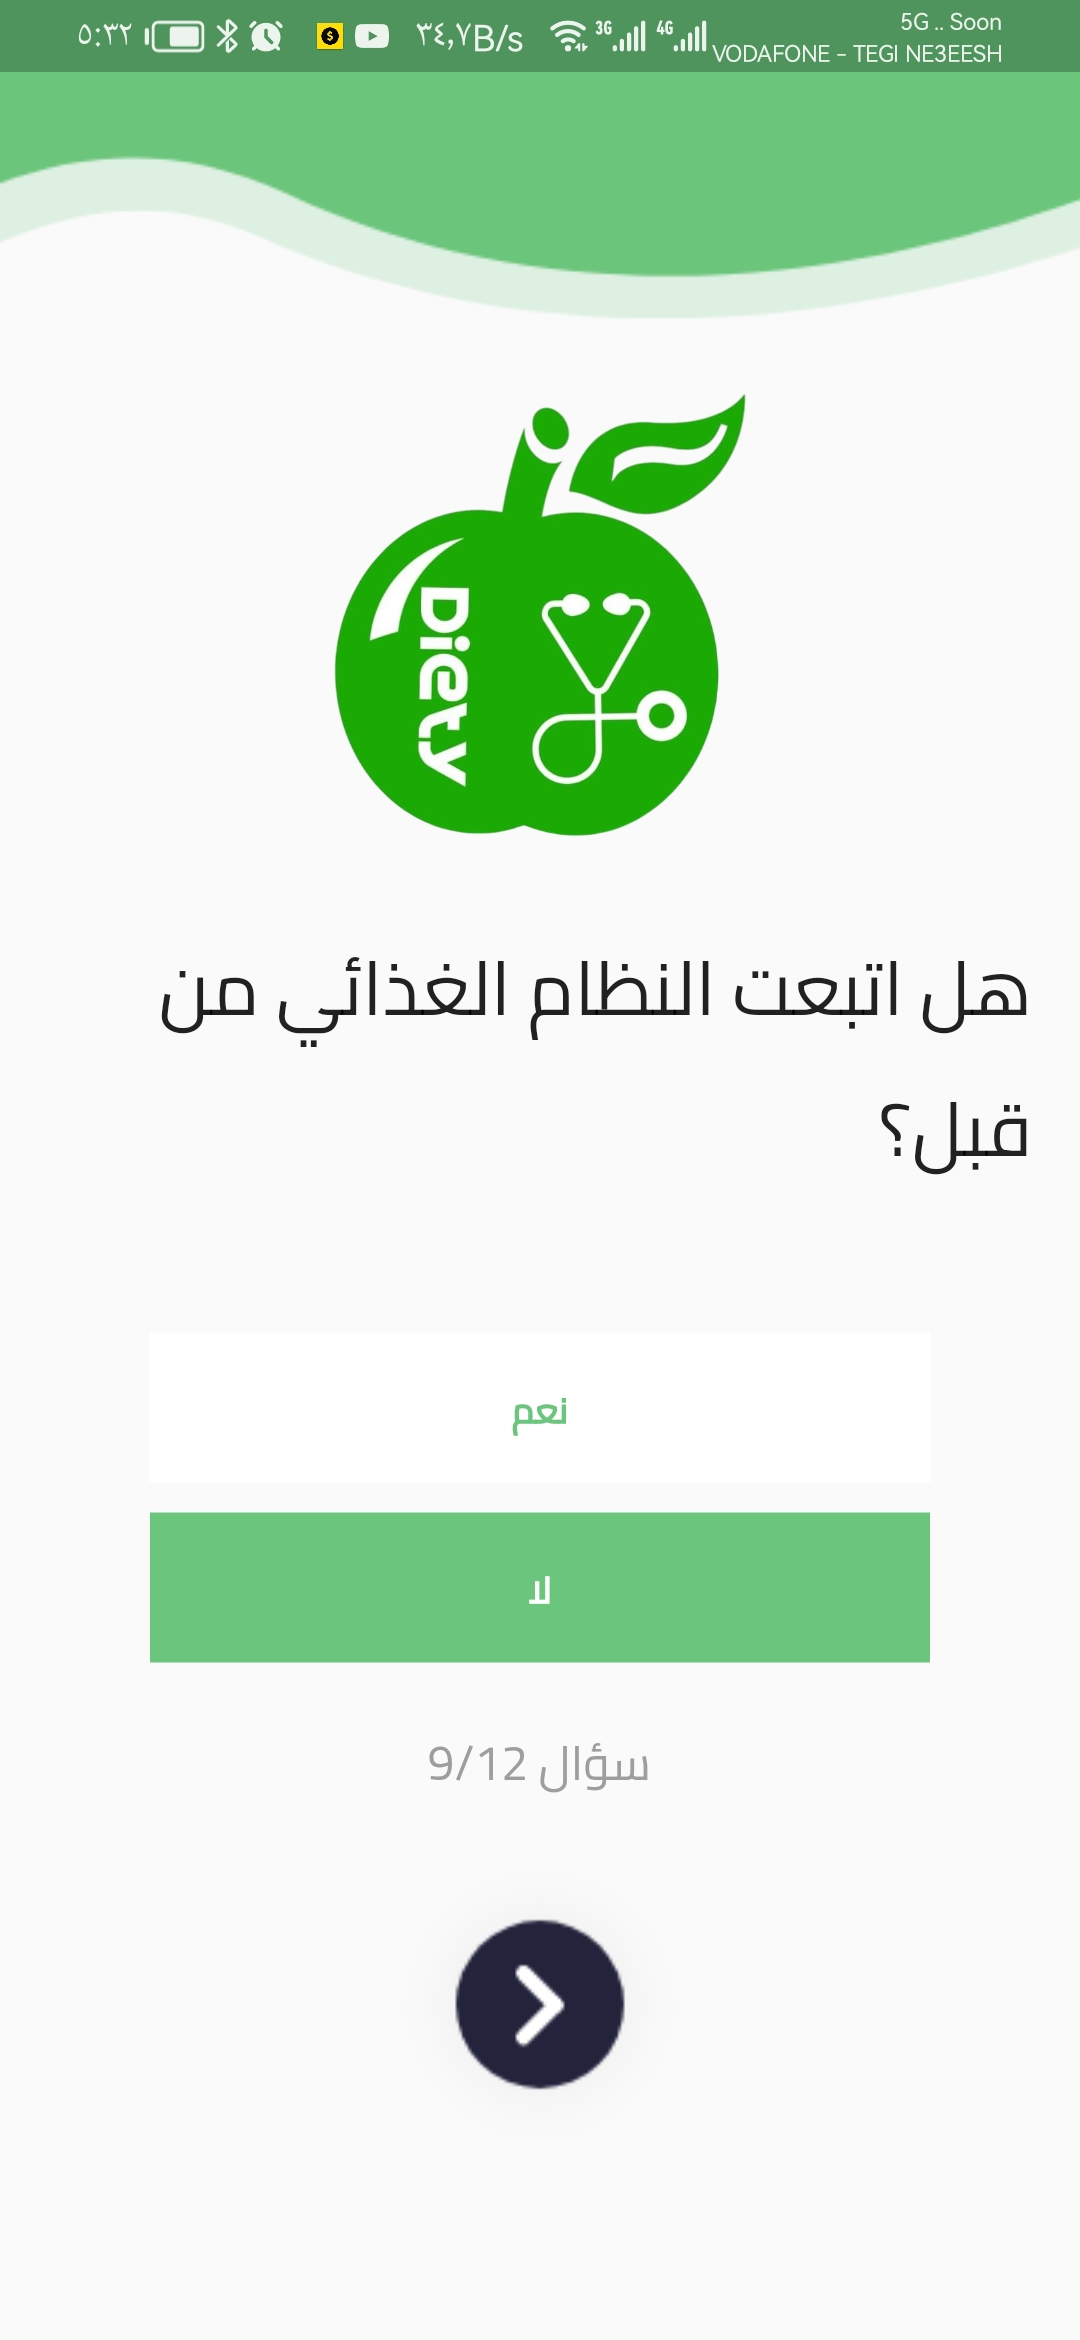 5G .. Soon
VODAFONE - TEGI NE3EESH
4G 3G ٣٤,٧B/s ٥:٣٢
Diety
هل اتبعت النظام الغذائي من
قبل؟
نعم
لا
سؤال 9/12